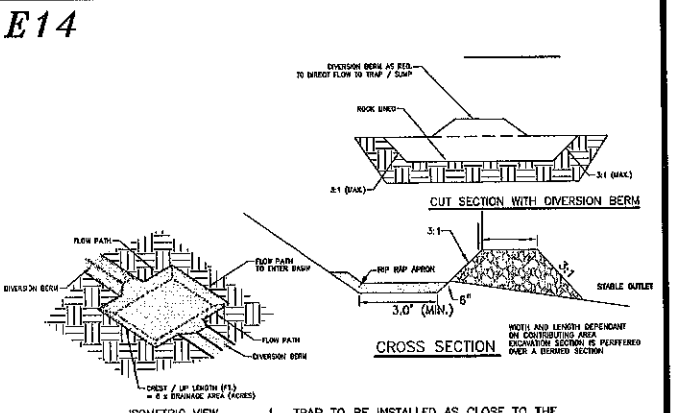 E14
DIVERSION BERM AS REQ.
TO DIRECT FLOW TO TRAP / SUMP
ROCK LINED
3:1 (MAX.)
3:1 (MAX.)
CUT SECTION WITH DIVERSION BERM
FLOW PATH
FLOW PATH
TO ENTER BASIN
DIVERSION BERM
FLOW PATH
DIVERSION BERM
CREST / LIP LENGTH (FT.)
= 6 x DRAINAGE AREA (ACRES)
3:1
RIP RAP APRON
3:1
STABLE OUTLET
3.0' (MIN.)
6"
CROSS SECTION
WIDTH AND LENGTH DEPENDANT
ON CONTRIBUTING AREA
EXCAVATION SECTION IS PERIFFERED
OVER A BERMED SECTION
ISOMETRIC VIEW
1. TRAP TO BE INSTALLED AS CLOSE TO THE